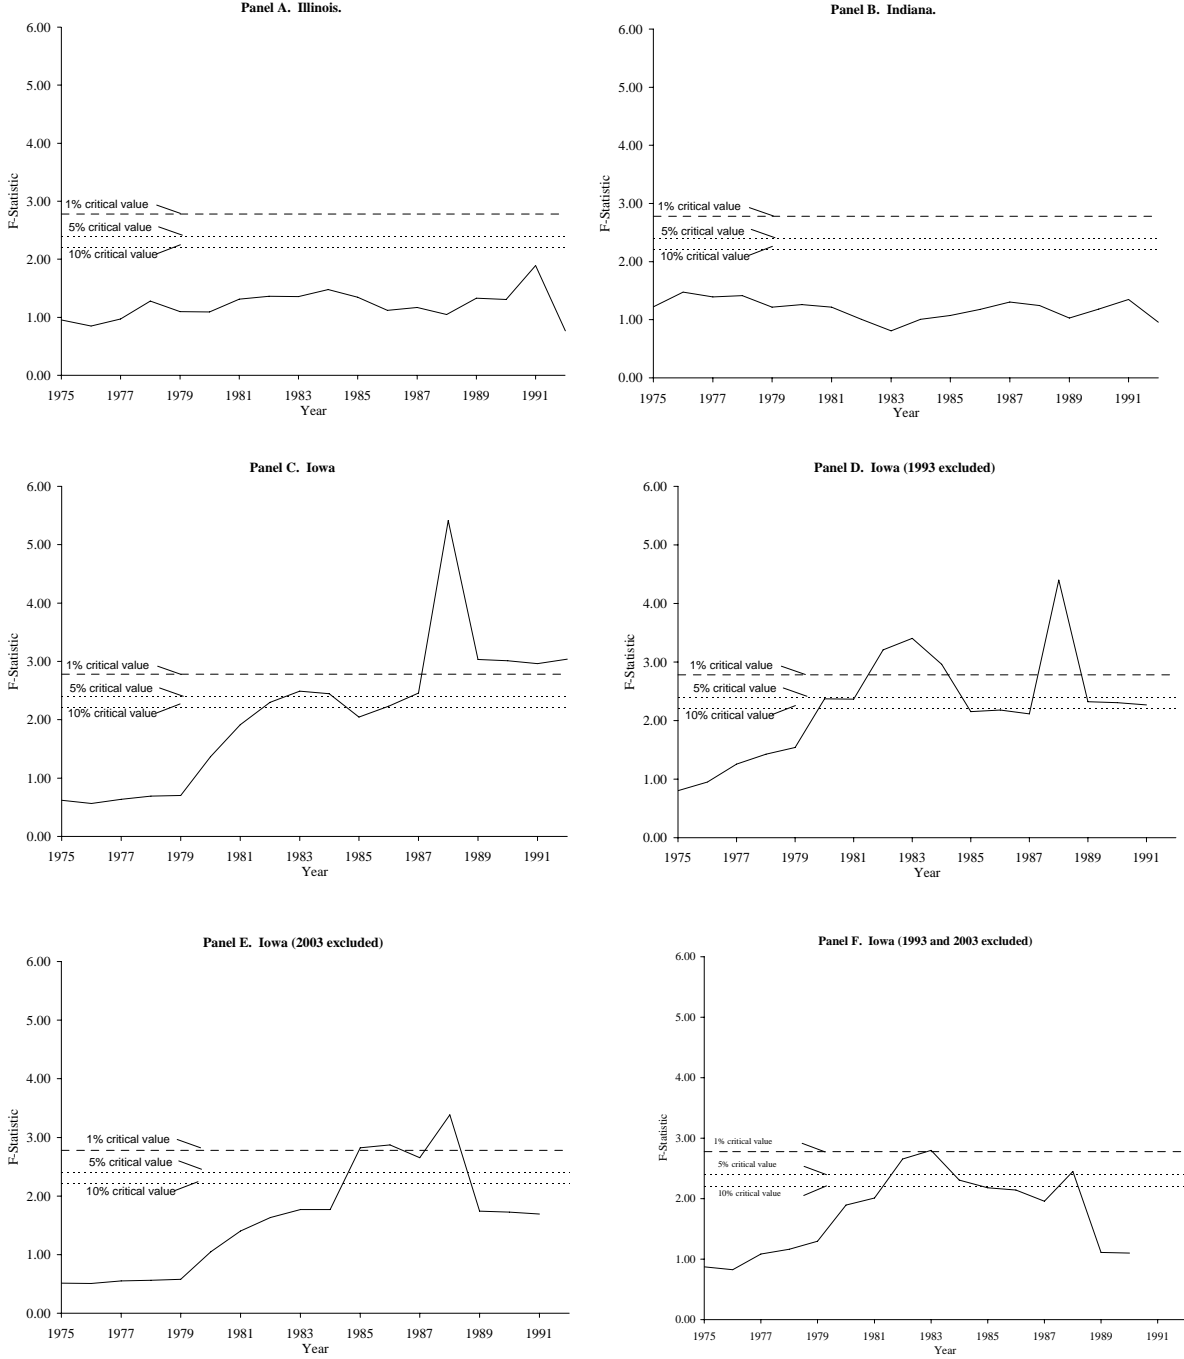 Panel A. Illinois.
6.00
5.00
4.00
3.00
2.00
1.00
0.00
F-Statistic
1% critical value
5% critical value
10% critical value
1975 1977 1979 1981 1983 1985 1987 1989 1991
Year
Panel B. Indiana.
6.00
5.00
4.00
3.00
2.00
1.00
0.00
F-Statistic
1% critical value
5% critical value
10% critical value
1975 1977 1979 1981 1983 1985 1987 1989 1991
Year
Panel C. Iowa
6.00
5.00
4.00
3.00
2.00
1.00
0.00
F-Statistic
1% critical value
5% critical value
10% critical value
1975 1977 1979 1981 1983 1985 1987 1989 1991
Year
Panel D. Iowa (1993 excluded)
6.00
5.00
4.00
3.00
2.00
1.00
0.00
F-Statistic
1% critical value
5% critical value
10% critical value
1975 1977 1979 1981 1983 1985 1987 1989 1991
Year
Panel E. Iowa (2003 excluded)
6.00
5.00
4.00
3.00
2.00
1.00
0.00
F-Statistic
1% critical value
5% critical value
10% critical value
1975 1977 1979 1981 1983 1985 1987 1989 1991
Year
Panel F. Iowa (1993 and 2003 excluded)
6.00
5.00
4.00
3.00
2.00
1.00
0.00
F-Statistic
1% critical value
5% critical value
10% critical value
1975 1977 1979 1981 1983 1985 1987 1989 1991
Year